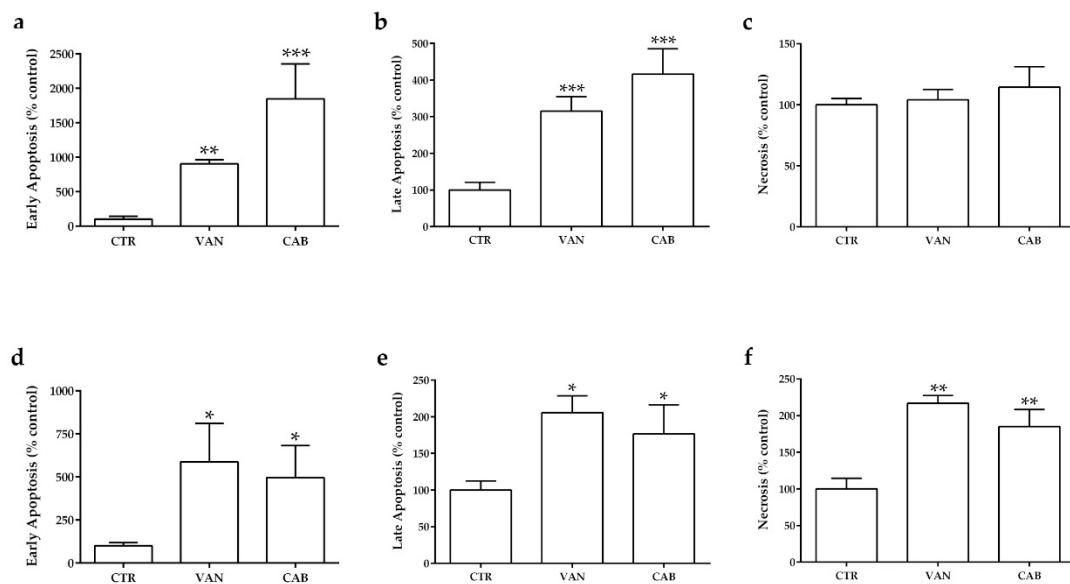 a
Early Apoptosis (% control)
2500
2000
1500
1000
500
0
**
***
CTR VAN CAB
b
Late Apoptosis (% control)
500
400
300
200
100
0
***
***
CTR VAN CAB
c
Necrosis (% control)
150
100
50
0
CTR VAN CAB
d
Early Apoptosis (% control)
1000
750
500
250
0
*
*
CTR VAN CAB
e
Late Apoptosis (% control)
250
200
150
100
50
0
*
*
CTR VAN CAB
f
Necrosis (% control)
250
200
150
100
50
0
**
**
CTR VAN CAB